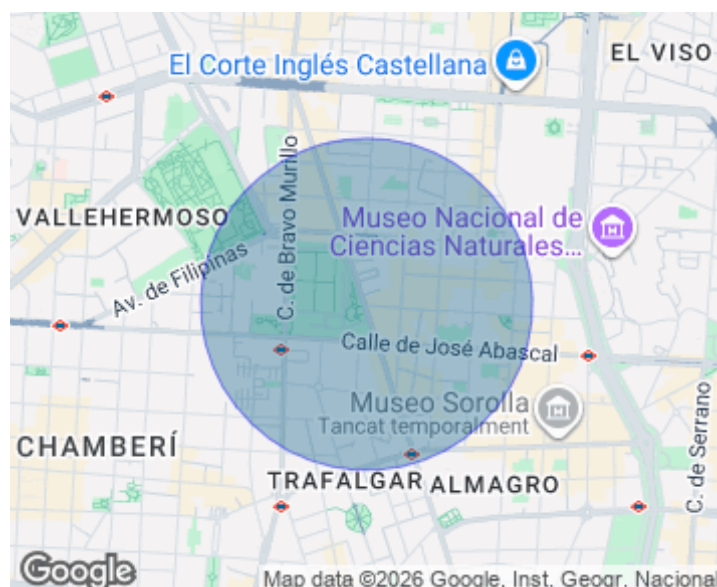 El Corte Inglés Castellana
EL VISO
C. de Bravo Murillo
VALLEHERMOSO
Museo Nacional de
Ciencias Naturales...
Av. de Filipinas
Calle de José Abascal
Museo Sorolla
Tancat temporalment
C. de Serrano
CHAMBERÍ
TRAFALGAR
ALMAGRO
Google
Map data ©2026 Google, Inst. Geogr. Nacional